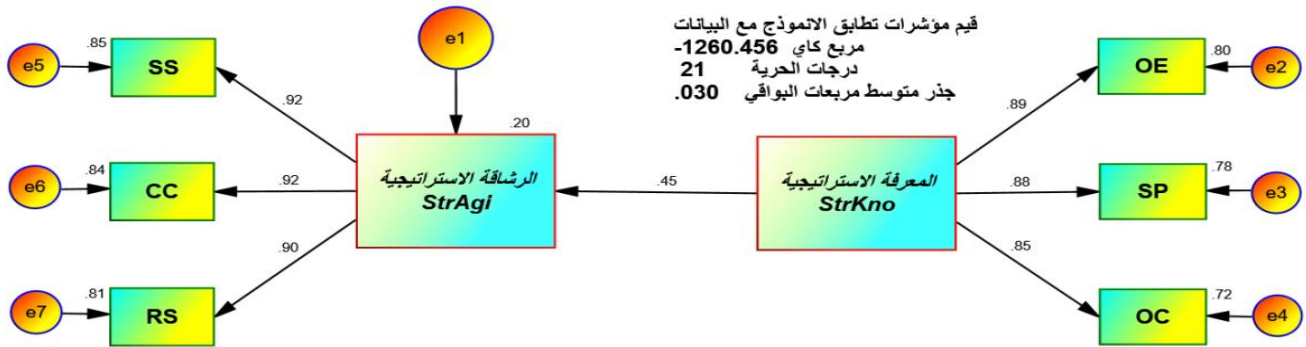 قيم مؤشرات تطابق الانموذج مع البيانات
مربع كاي 1260.456-
درجات الحرية 21
جذر متوسط مربعات البواقي 030.
e5
.85
SS
.92
e1
.20
e6
.84
CC
.92
الرشاقة الاستراتيجية
StrAgi
.90
e7
.81
RS
.45
المعرفة الاستراتيجية
StrKno
.89
OE
.80
e2
.88
SP
.78
e3
.85
OC
.72
e4